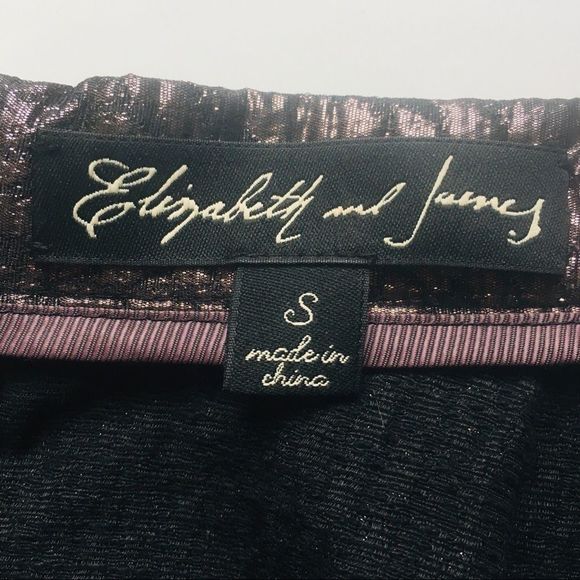 Elizabeth and James
S
made in
china